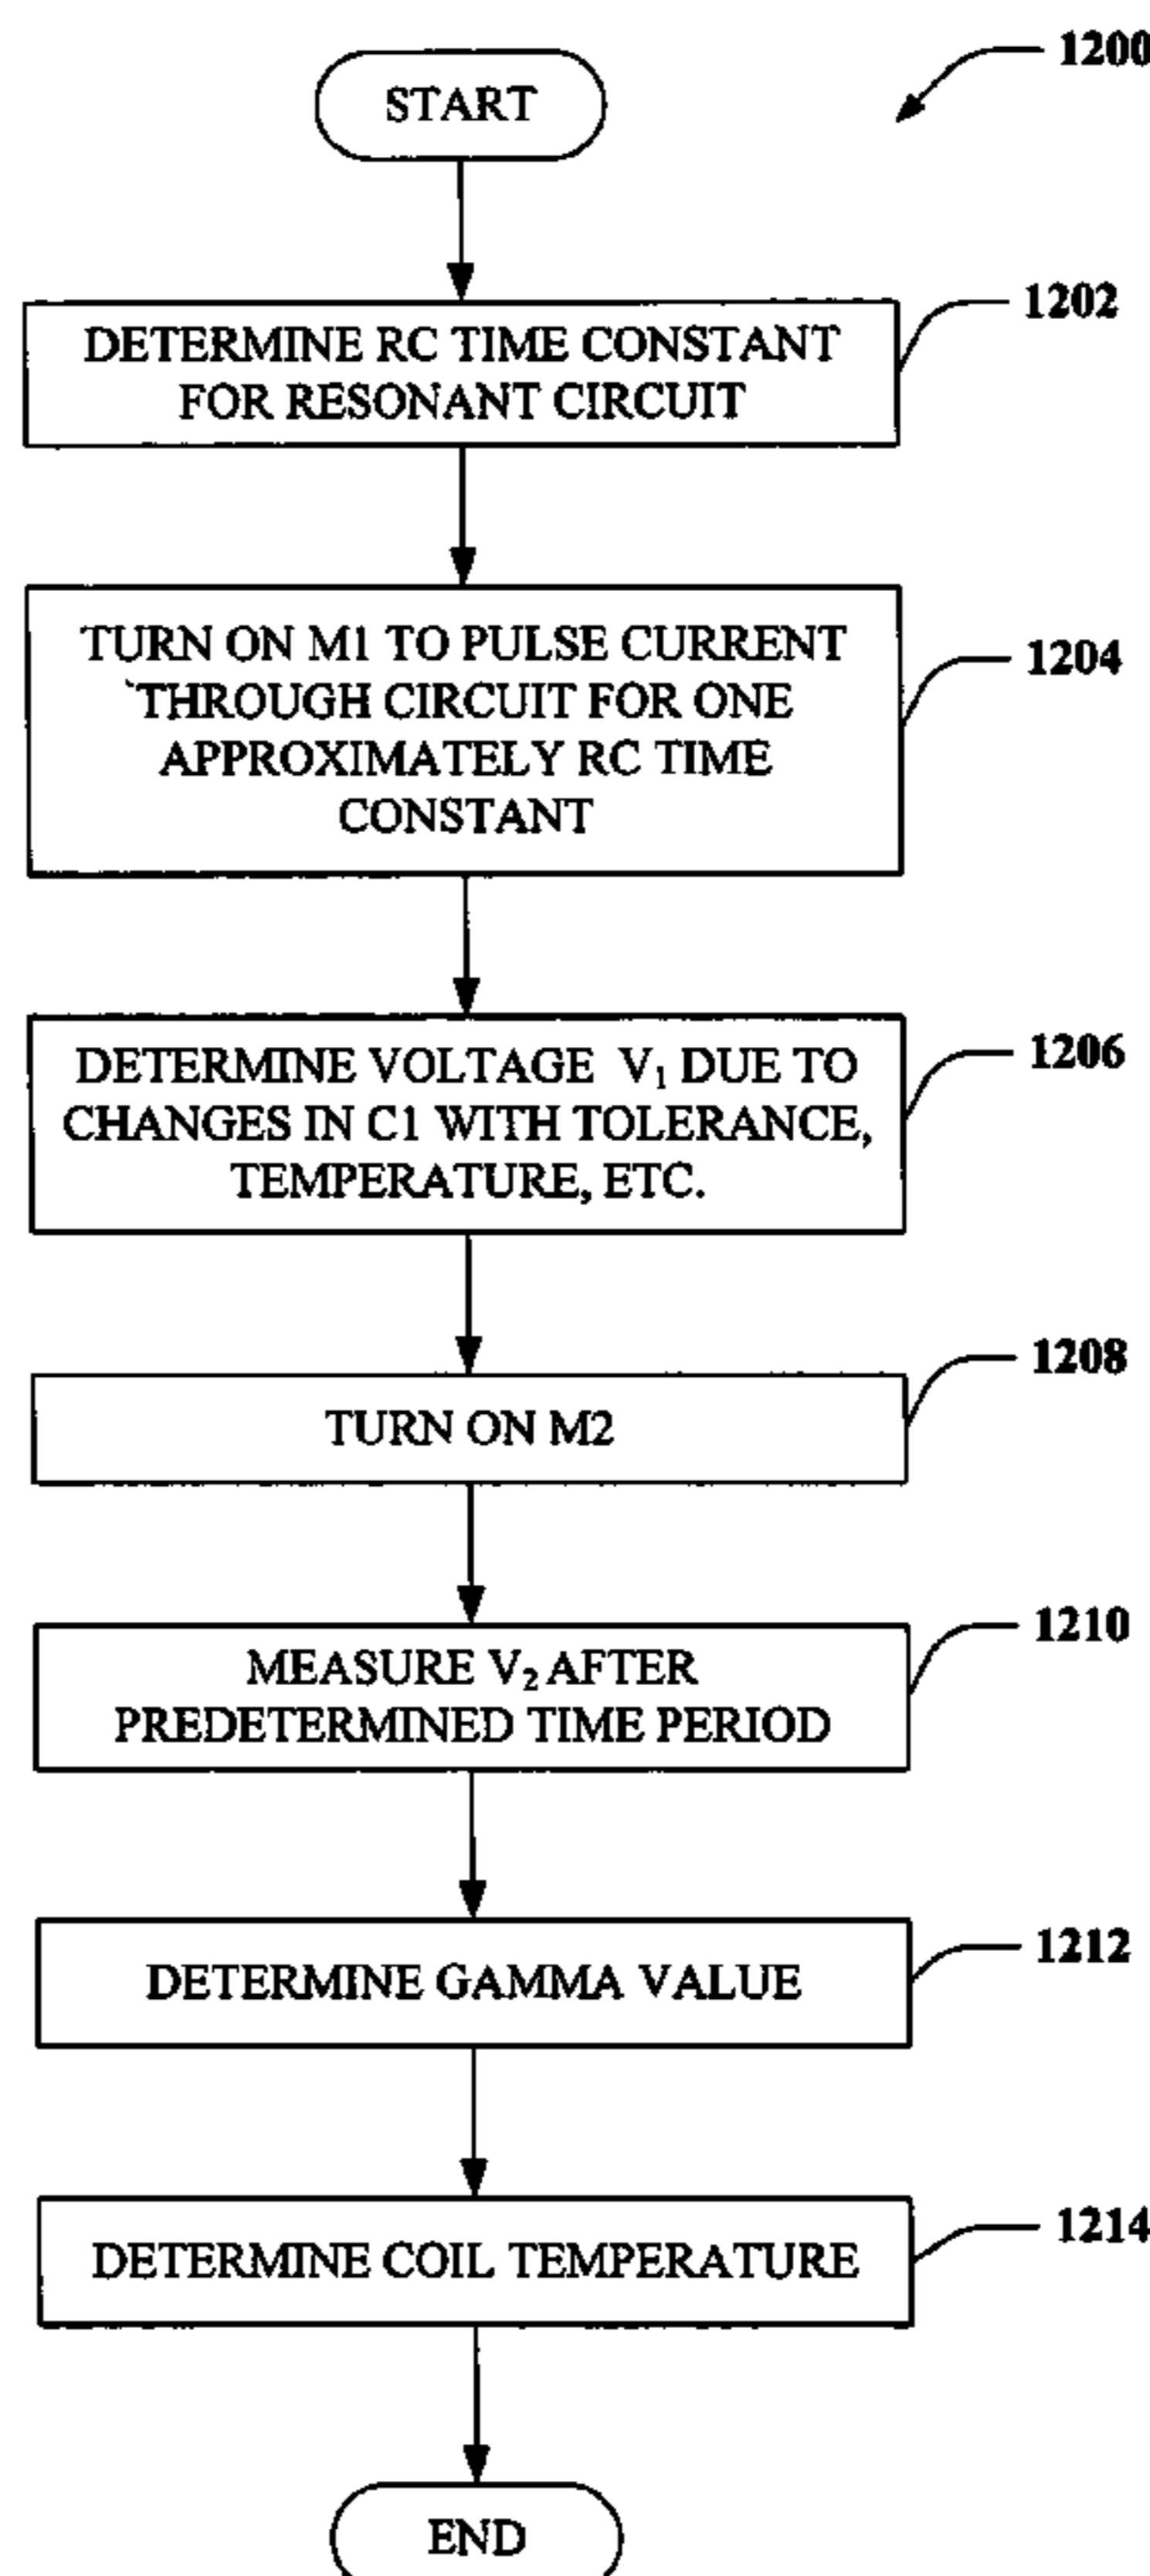 1200
START
1202
DETERMINE RC TIME CONSTANT
FOR RESONANT CIRCUIT
1204
TURN ON M1 TO PULSE CURRENT
THROUGH CIRCUIT FOR ONE
APPROXIMATELY RC TIME
CONSTANT
1206
DETERMINE VOLTAGE V₁ DUE TO
CHANGES IN C1 WITH TOLERANCE,
TEMPERATURE, ETC.
1208
TURN ON M2
1210
MEASURE V₂ AFTER
PREDETERMINED TIME PERIOD
1212
DETERMINE GAMMA VALUE
1214
DETERMINE COIL TEMPERATURE
END